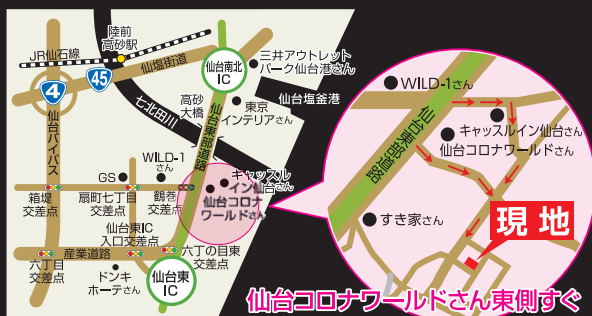 陸前
高砂駅
JR仙石線
仙塩街道
45
4
仙台バイパス
七北田川
仙台南北
IC
三井アウトレット
パーク仙台港さん
高砂
大橋
仙台東部道路
東京
インテリアさん
仙台塩釜港
WILD-1
さん
GS
キャッスル
イン仙台さん
仙台コロナ
ワールドさん
箱堤
交差点
扇町七丁目
交差点
鶴巻
交差点
仙台東IC
入口交差点
産業道路
六丁の目東
交差点
六丁目
交差点
ドンキ
ホーテさん
仙台東
IC
WILD-1さん
仙台東部道路
キャッスルイン仙台さん
仙台コロナワールドさん
すき家さん
現地
仙台コロナワールドさん東側すぐ